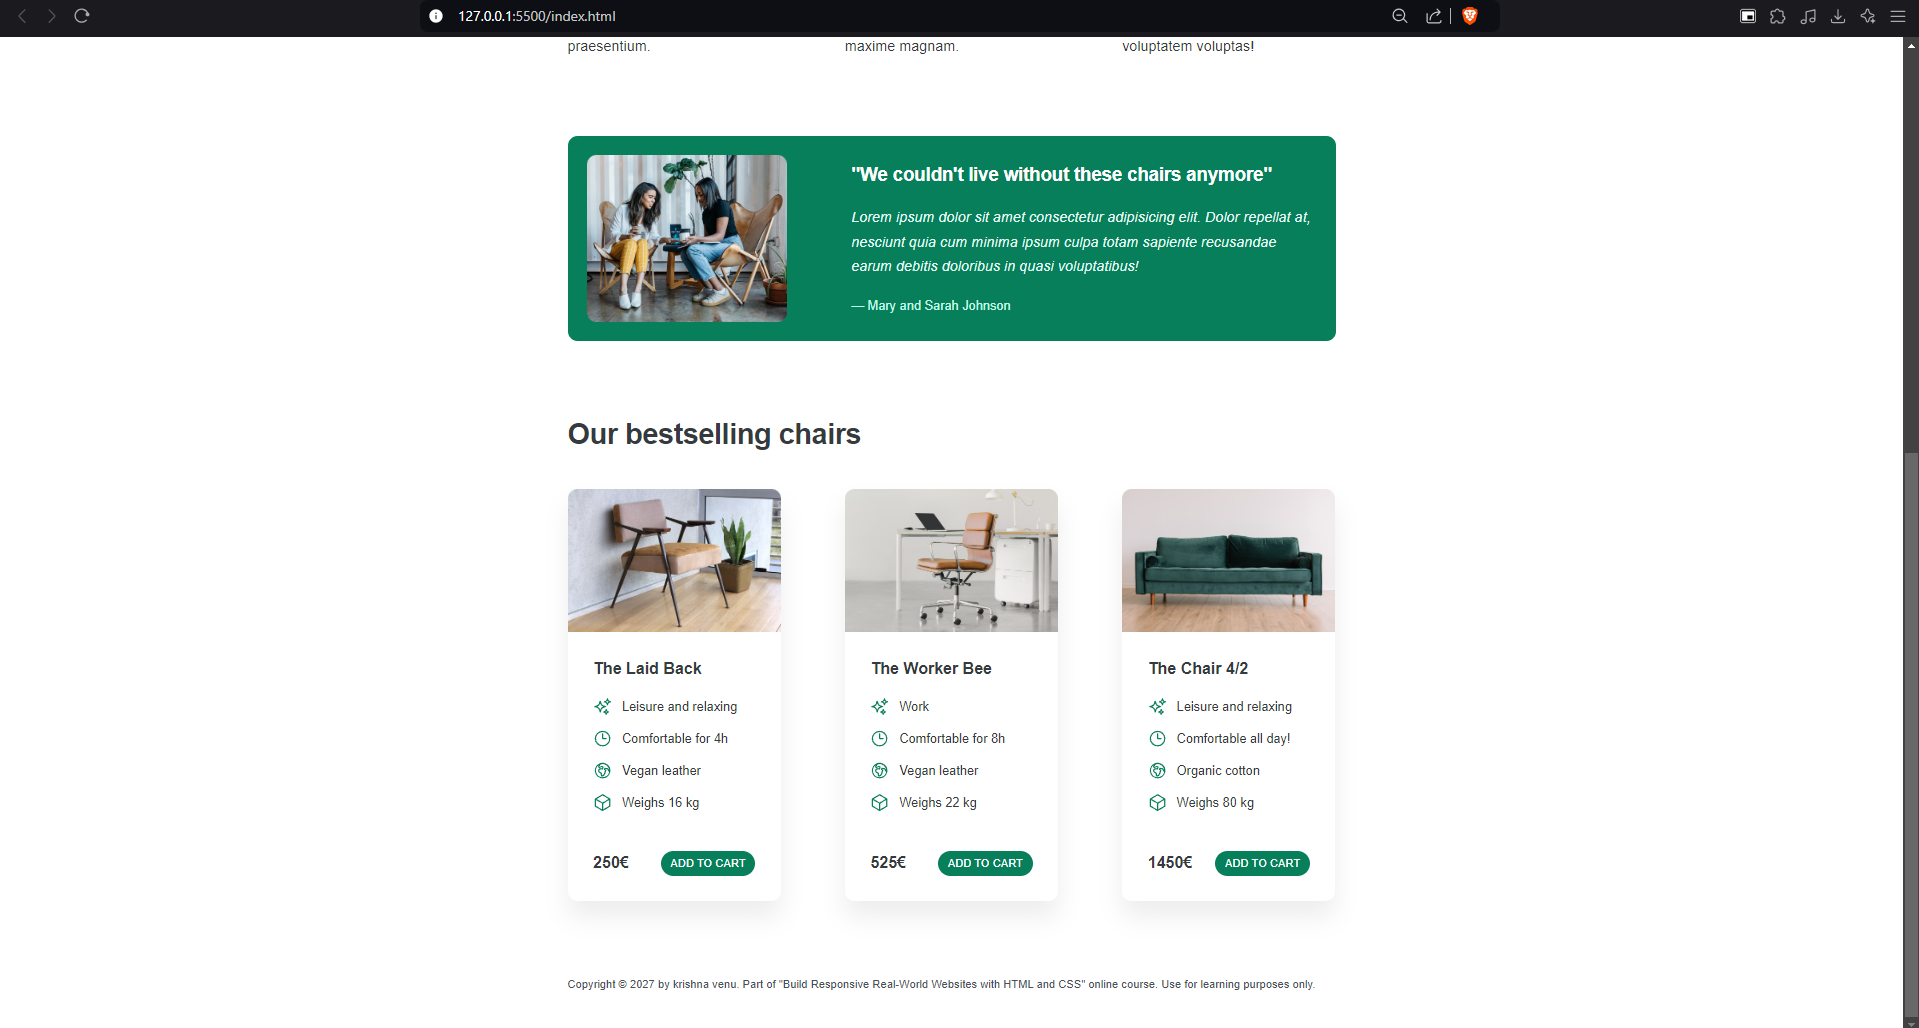 127.0.0.1:5500/index.html
praesentium.
maxime magnam.
voluptatem voluptas!
"We couldn't live without these chairs anymore"
Lorem ipsum dolor sit amet consectetur adipisicing elit. Dolor repellat at,
nesciunt quia cum minima ipsum culpa totam sapiente recusandae
earum debitis doloribus in quasi voluptatibus!
— Mary and Sarah Johnson
Our bestselling chairs
The Laid Back
Leisure and relaxing
Comfortable for 4h
Vegan leather
Weighs 16 kg
250€
ADD TO CART
The Worker Bee
Work
Comfortable for 8h
Vegan leather
Weighs 22 kg
525€
ADD TO CART
The Chair 4/2
Leisure and relaxing
Comfortable all day!
Organic cotton
Weighs 80 kg
1450€
ADD TO CART
Copyright © 2027 by krishna venu. Part of "Build Responsive Real-World Websites with HTML and CSS" online course. Use for learning purposes only.